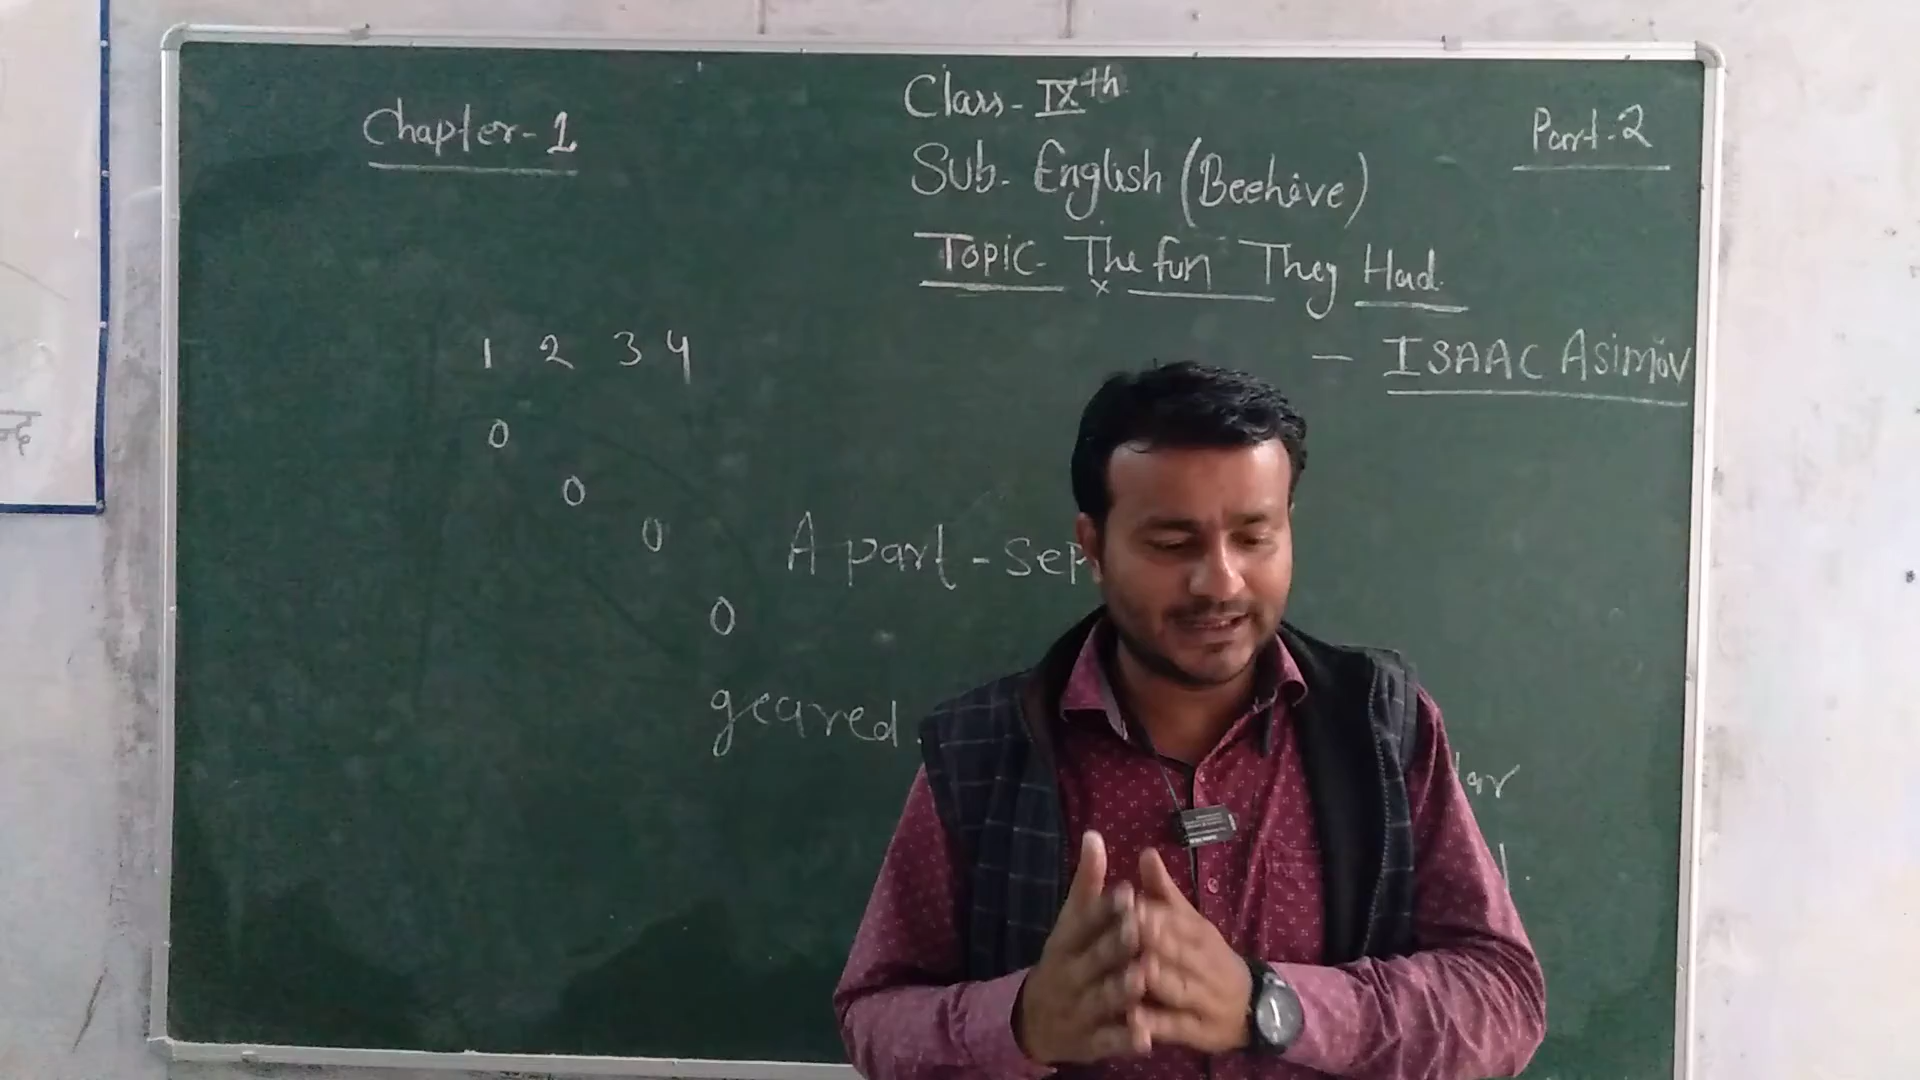 Chapter-1
Class- IXth
Part-2
Sub- English (Beehive)
Topic- The fun They Had
x
1 2 3 4
- ISAAC Asimov
0
0
0
A part - sep
0
geared
lar